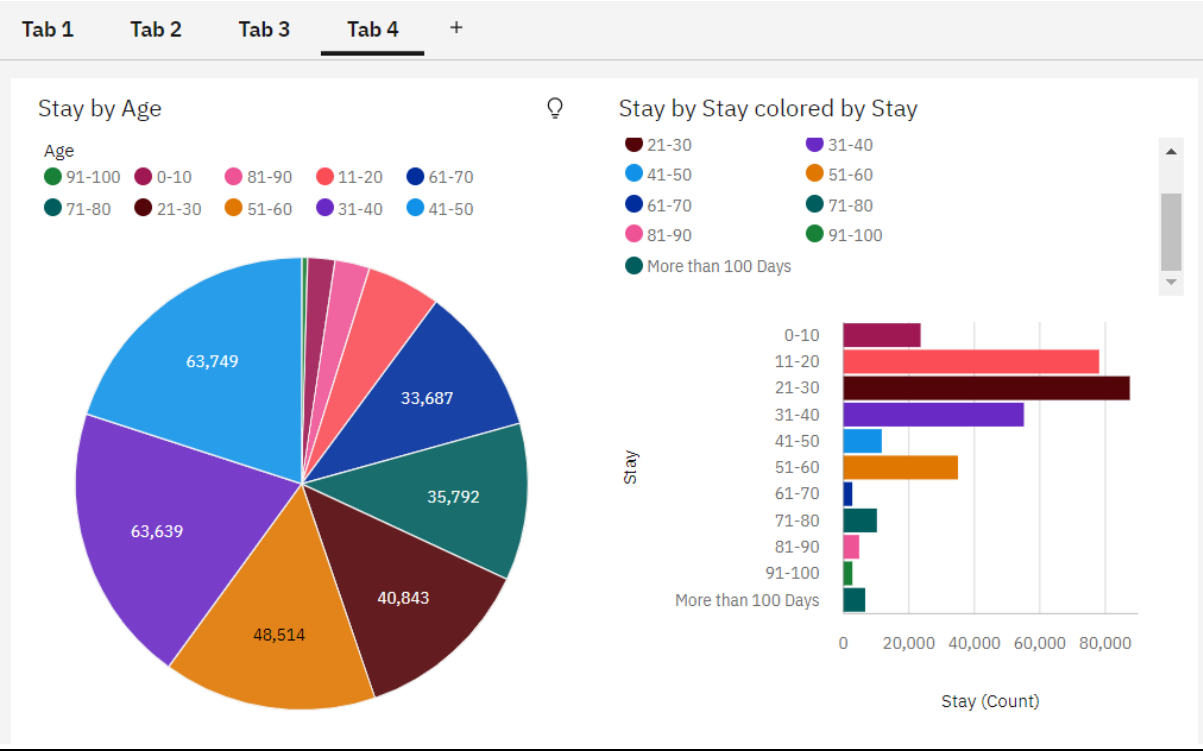 Tab 1 Tab 2 Tab 3 Tab 4 +
Stay by Age
Age
91-100 0-10 81-90 11-20 61-70
71-80 21-30 51-60 31-40 41-50
63,749
33,687
35,792
63,639
40,843
48,514
Stay by Stay colored by Stay
21-30 31-40
41-50 51-60
61-70 71-80
81-90 91-100
More than 100 Days
Stay
0-10
11-20
21-30
31-40
41-50
51-60
61-70
71-80
81-90
91-100
More than 100 Days
0 20,000 40,000 60,000 80,000
Stay (Count)